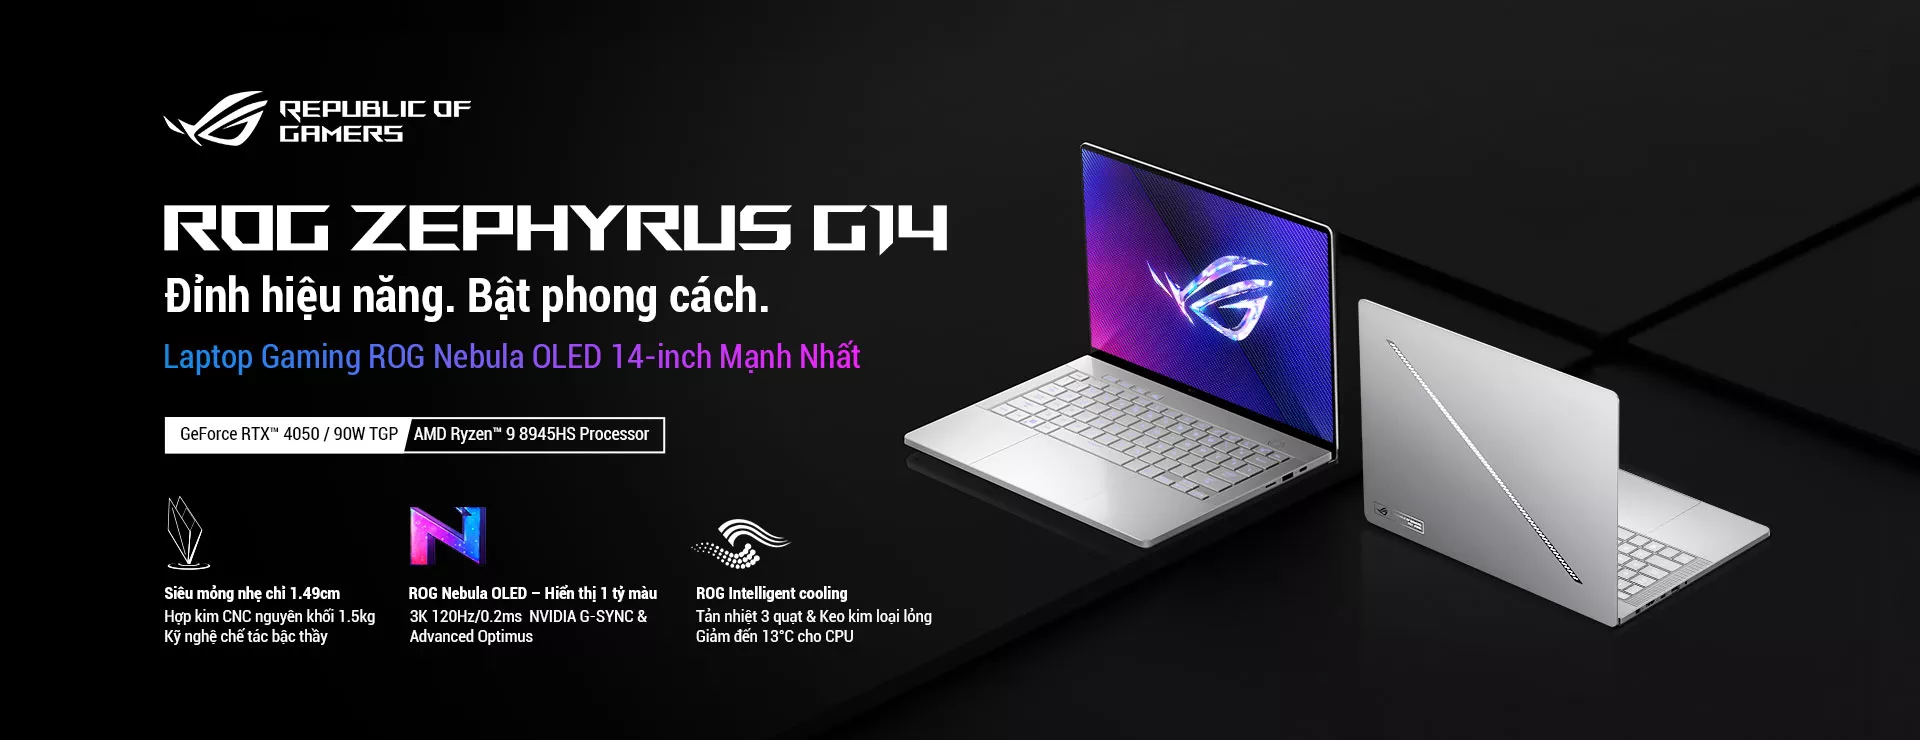 REPUBLIC OF
GAMERS
ROG ZEPHYRUS G14
Đỉnh hiệu năng. Bật phong cách.
Laptop Gaming ROG Nebula OLED 14-inch Mạnh Nhất
GeForce RTX™ 4050 / 90W TGP AMD Ryzen™ 9 8945HS Processor
Siêu mỏng nhẹ chỉ 1.49cm
Hợp kim CNC nguyên khối 1.5kg
Kỹ nghệ chế tác bậc thầy
ROG Nebula OLED – Hiển thị 1 tỷ màu
3K 120Hz/0.2ms NVIDIA G-SYNC &
Advanced Optimus
ROG Intelligent cooling
Tản nhiệt 3 quạt & Keo kim loại lỏng
Giảm đến 13°C cho CPU